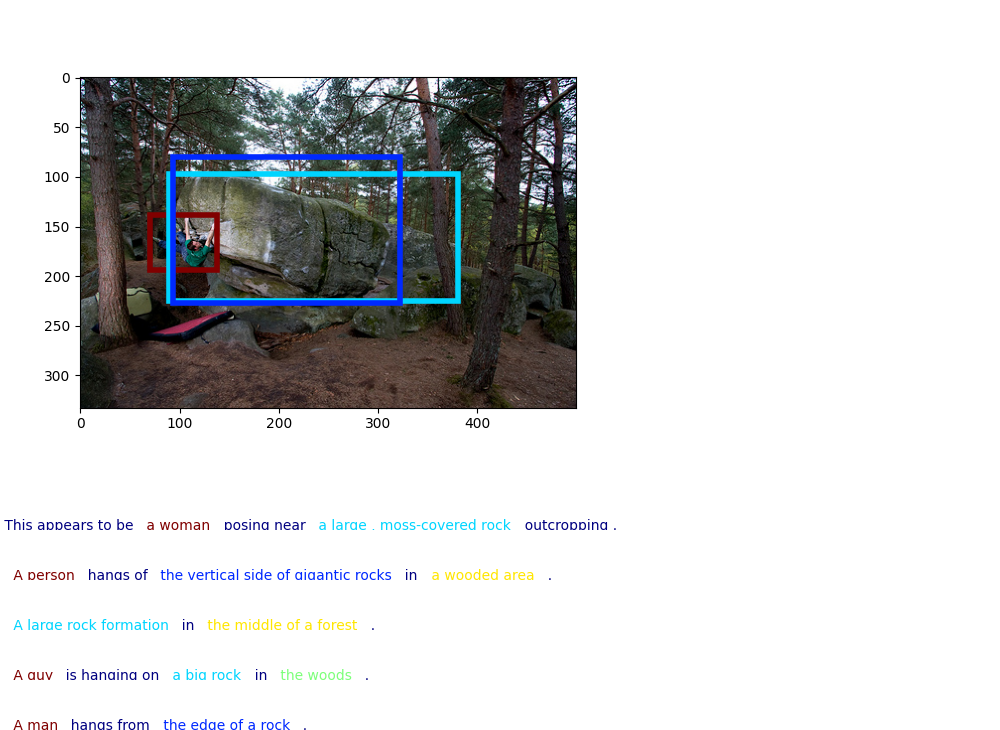 0
50
100
150
200
250
300
0 100 200 300 400
This appears to be a woman posing near a large , moss-covered rock outcropping .
A person hangs of the vertical side of gigantic rocks in a wooded area .
A large rock formation in the middle of a forest .
A guy is hanging on a big rock in the woods .
A man hangs from the edge of a rock .